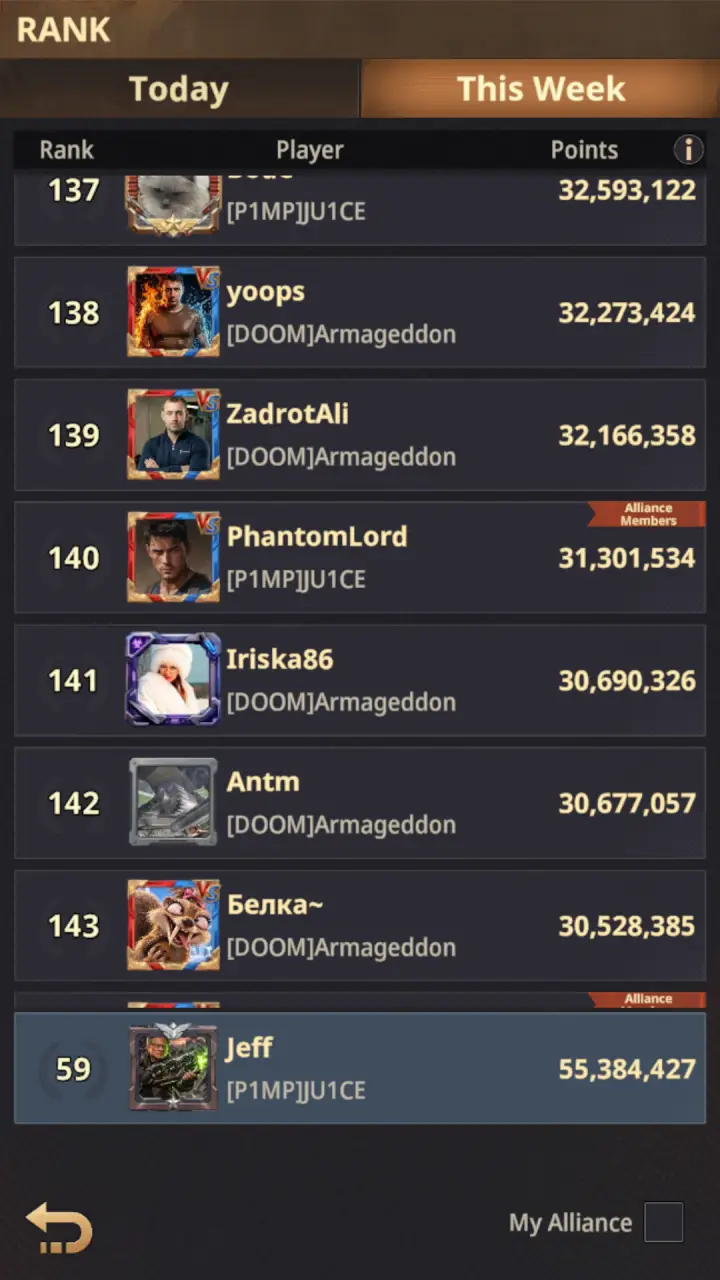 RANK
Today
This Week
Rank
Player
Points
137
[P1MP]JU1CE
32,593,122
138
yoops
[DOOM]Armageddon
32,273,424
139
ZadrotAli
[DOOM]Armageddon
32,166,358
Alliance
Members
140
PhantomLord
[P1MP]JU1CE
31,301,534
141
Iriska86
[DOOM]Armageddon
30,690,326
142
Antm
[DOOM]Armageddon
30,677,057
143
Белка~
[DOOM]Armageddon
30,528,385
Alliance
59
Jeff
[P1MP]JU1CE
55,384,427
My Alliance